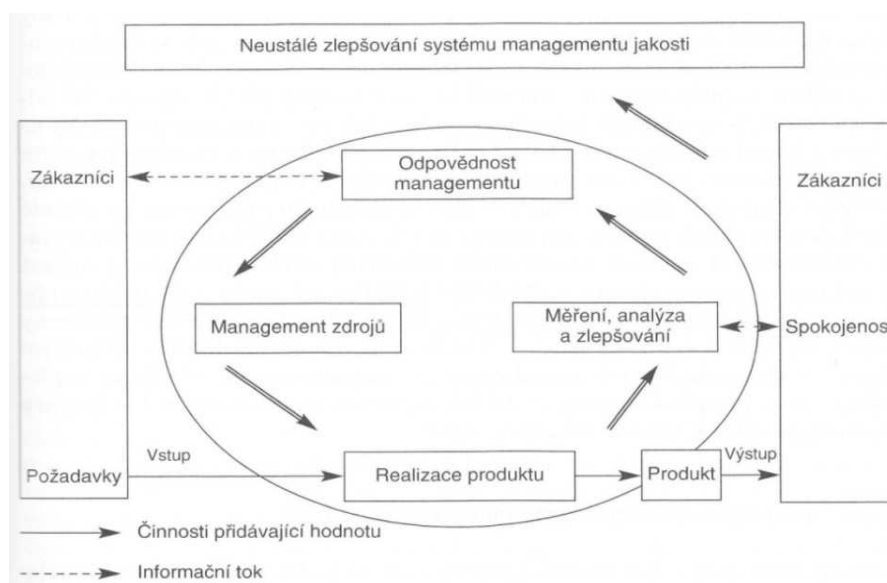 Neustálé zlepšování systému managementu jakosti
Zákazníci
Odpovědnost
managementu
Zákazníci
Management zdrojů
Měření, analýza
a zlepšování
Spokojenos
Požadavky
Vstup
Realizace produktu
Produkt
Výstup
Činnosti přidávající hodnotu
Informační tok